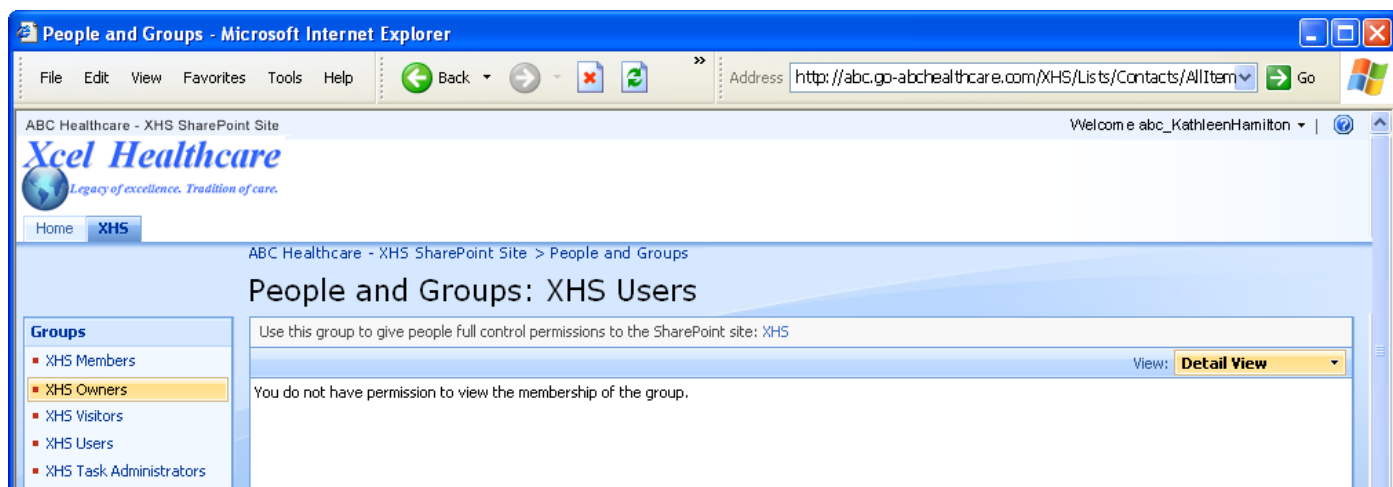 People and Groups - Microsoft Internet Explorer
File Edit View Favorites Tools Help Back » Address http://abc.go-abchealthcare.com/XHS/Lists/Contacts/AllItem Go
ABC Healthcare - XHS SharePoint Site Welcome abc_KathleenHamilton |
Xcel Healthcare
Legacy of excellence. Tradition of care.
Home XHS
ABC Healthcare - XHS SharePoint Site > People and Groups
People and Groups: XHS Users
Groups
Use this group to give people full control permissions to the SharePoint site: XHS
XHS Members
View: Detail View
XHS Owners
You do not have permission to view the membership of the group.
XHS Visitors
XHS Users
XHS Task Administrators